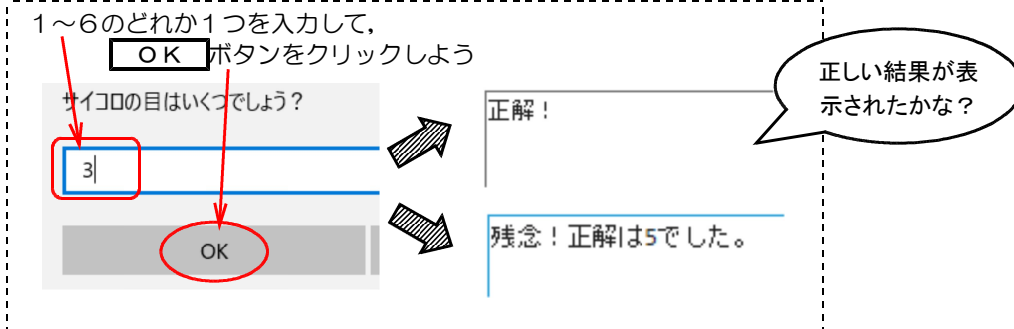 １～６のどれか１つを入力して，
ＯＫ ボタンをクリックしよう
サイコロの目はいくつでしょう？
3
OK
正解！
残念！正解は5でした。
正しい結果が表
示されたかな？